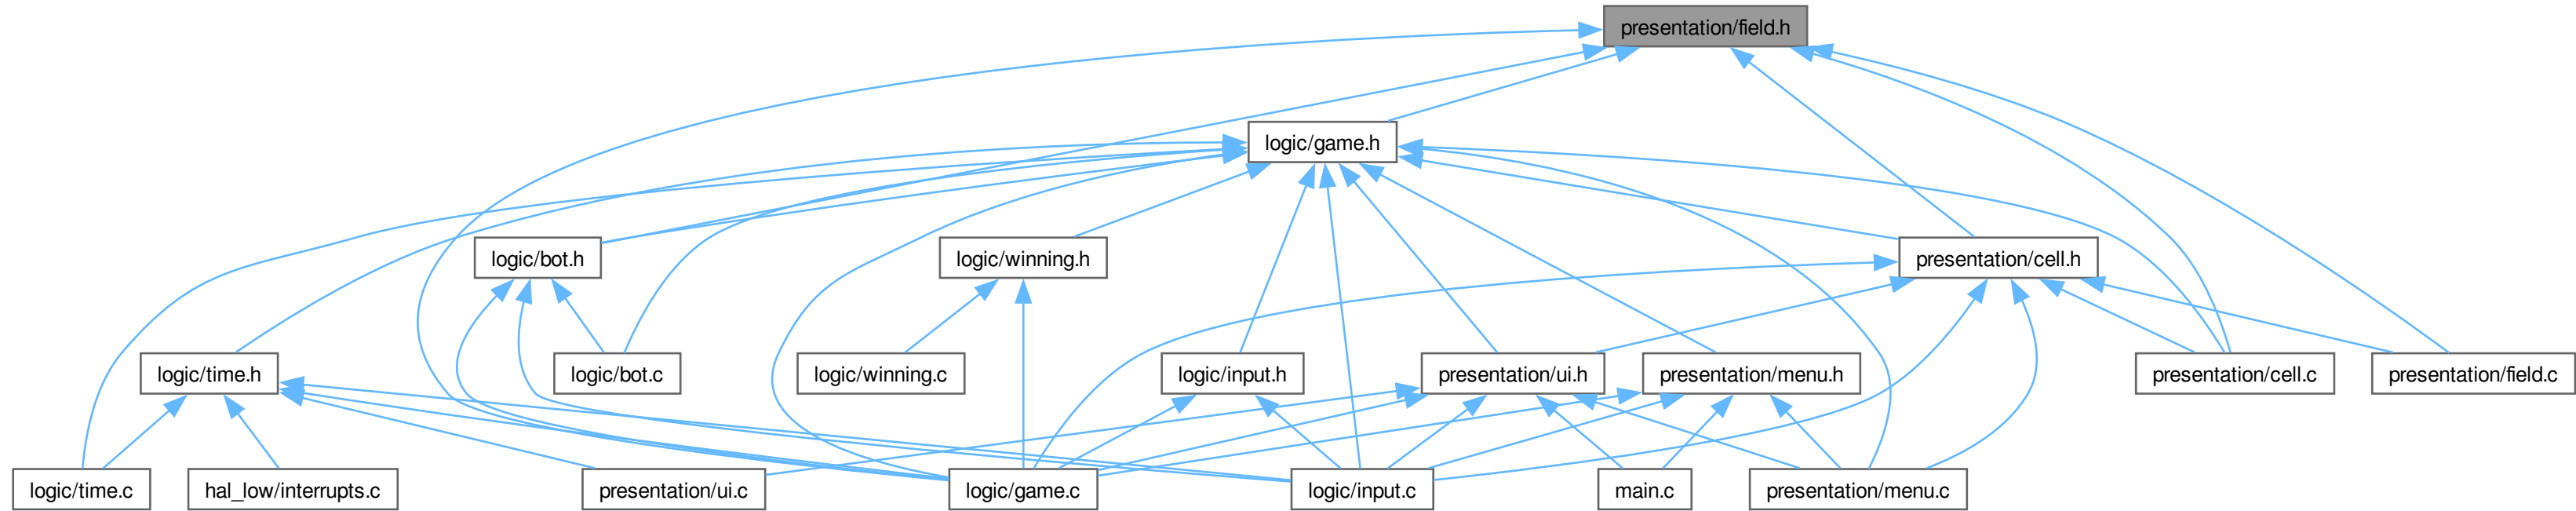 presentation/field.h
logic/game.h
logic/bot.h
logic/winning.h
presentation/cell.h
logic/time.h
logic/bot.c
logic/winning.c
logic/input.h
presentation/ui.h
presentation/menu.h
presentation/cell.c
presentation/field.c
logic/time.c
hal_low/interrupts.c
presentation/ui.c
logic/game.c
logic/input.c
main.c
presentation/menu.c